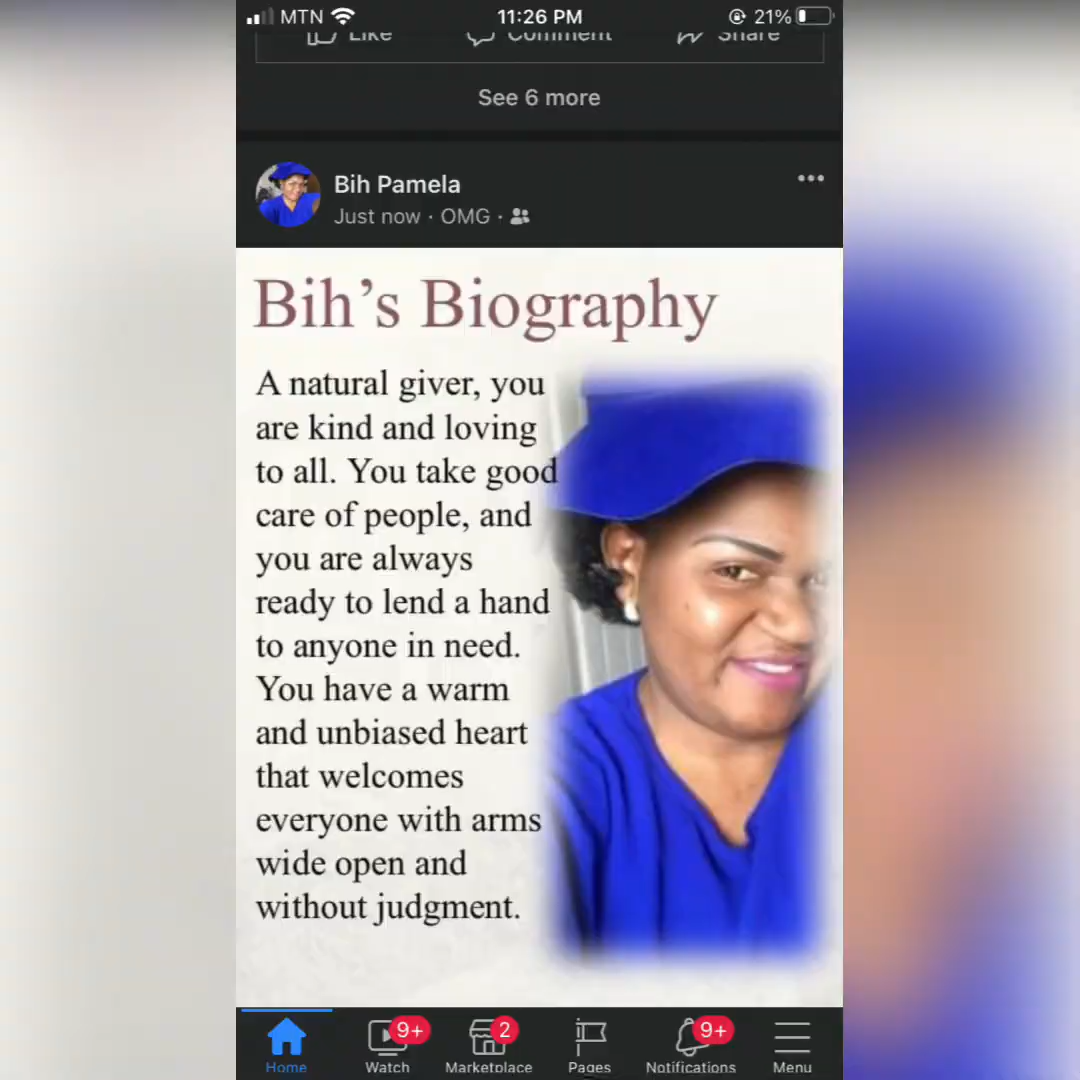 MTN 11:26 PM 21%
Like Comment Share
See 6 more
Bih Pamela
Just now · OMG ·
Bih's Biography
A natural giver, you
are kind and loving
to all. You take good
care of people, and
you are always
ready to lend a hand
to anyone in need.
You have a warm
and unbiased heart
that welcomes
everyone with arms
wide open and
without judgment.
9+ 2 9+
Home Watch Marketplace Pages Notifications Menu